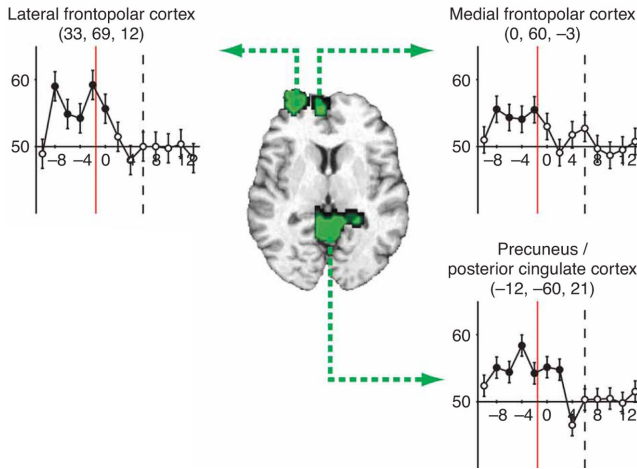 Lateral frontopolar cortex
(33, 69, 12)
60
50
−8 −4 0 4 8 12
Medial frontopolar cortex
(0, 60, −3)
60
50
−8 −4 0 4 8 12
Precuneus /
posterior cingulate cortex
(−12, −60, 21)
60
50
−8 −4 0 4 8 12